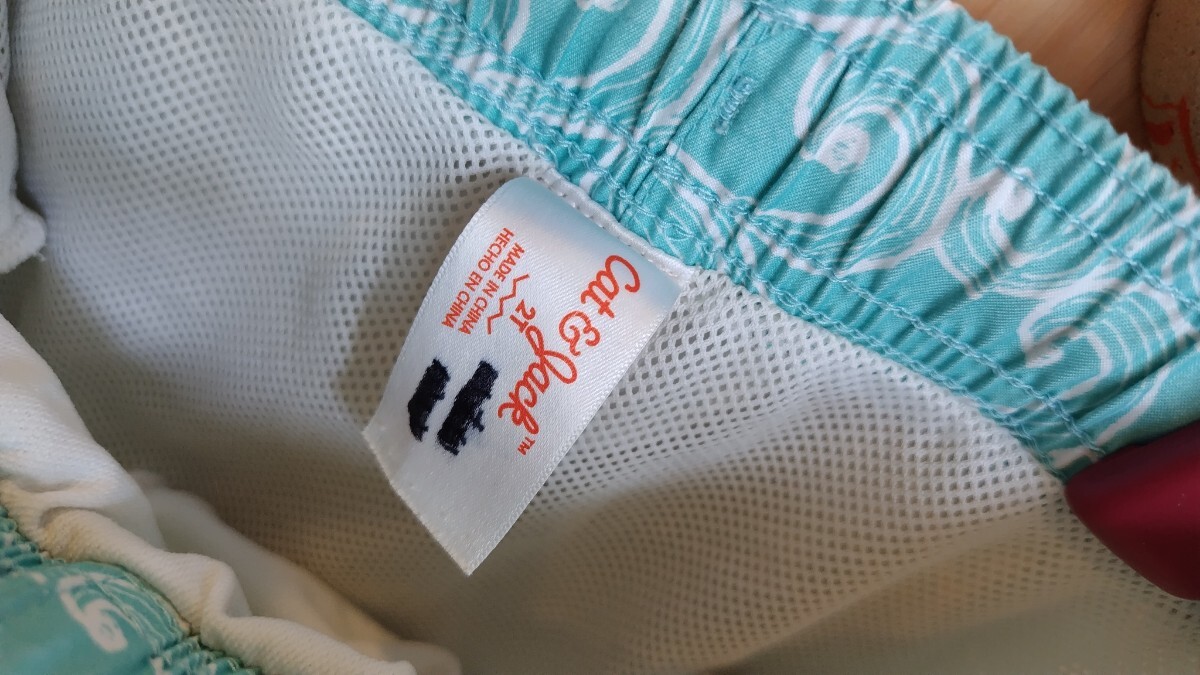 Cat & Jack™
2T
MADE IN CHINA
HECHO EN CHINA